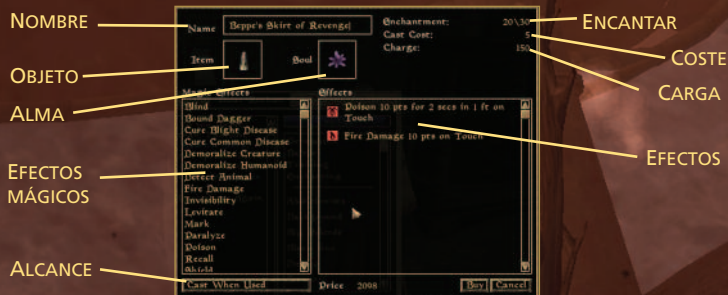 NOMBRE
Name Beppe's Skirt of Revenge
Enchantment: 20\30
ENCANTAR
Cast Cost: 5
COSTE
Charge: 150
CARGA
Item
Soul
OBJETO
ALMA
Magic Effects
Blind
Bound Dagger
Cure Blight Disease
Cure Common Disease
Demoralize Creature
Demoralize Humanoid
Detect Animal
Fire Damage
Invisibility
Levitate
Mark
Paralyze
Poison
Recall
Shield
EFECTOS
MÁGICOS
Effects
Poison 10 pts for 2 secs in 1 ft on
Touch
Fire Damage 10 pts on Touch
EFECTOS
ALCANCE
Cast When Used
Price 2098
Buy
Cancel